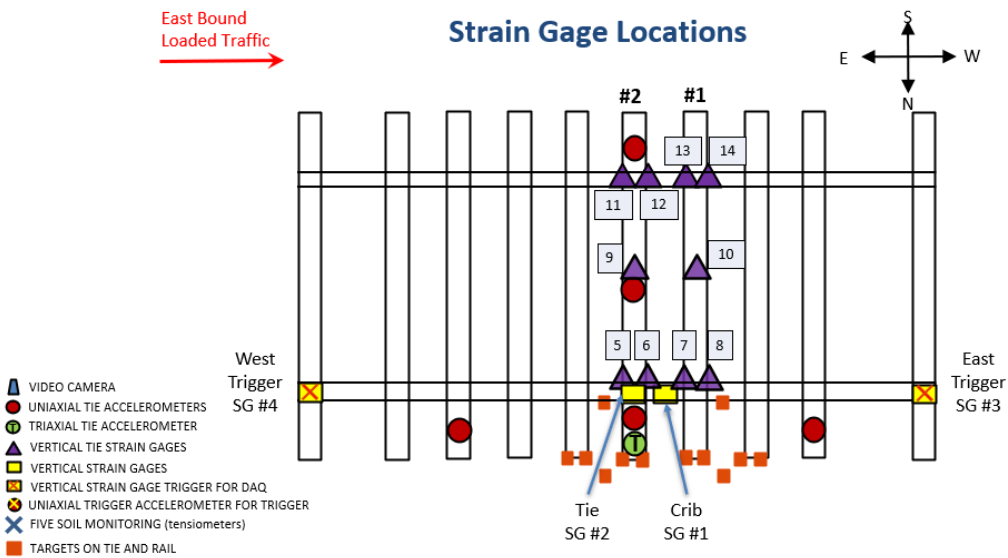 East Bound
Loaded Traffic
Strain Gage Locations
S
E
W
N
#2
#1
13
14
11
12
9
10
5
6
7
8
West
Trigger
SG #4
East
Trigger
SG #3
VIDEO CAMERA
UNIAXIAL TIE ACCELEROMETERS
T
TRIAXIAL TIE ACCELEROMETER
VERTICAL TIE STRAIN GAGES
VERTICAL STRAIN GAGES
VERTICAL STRAIN GAGE TRIGGER FOR DAQ
UNIAXIAL TRIGGER ACCELEROMETER FOR TRIGGER
FIVE SOIL MONITORING (tensiometers)
TARGETS ON TIE AND RAIL
T
Tie
SG #2
Crib
SG #1